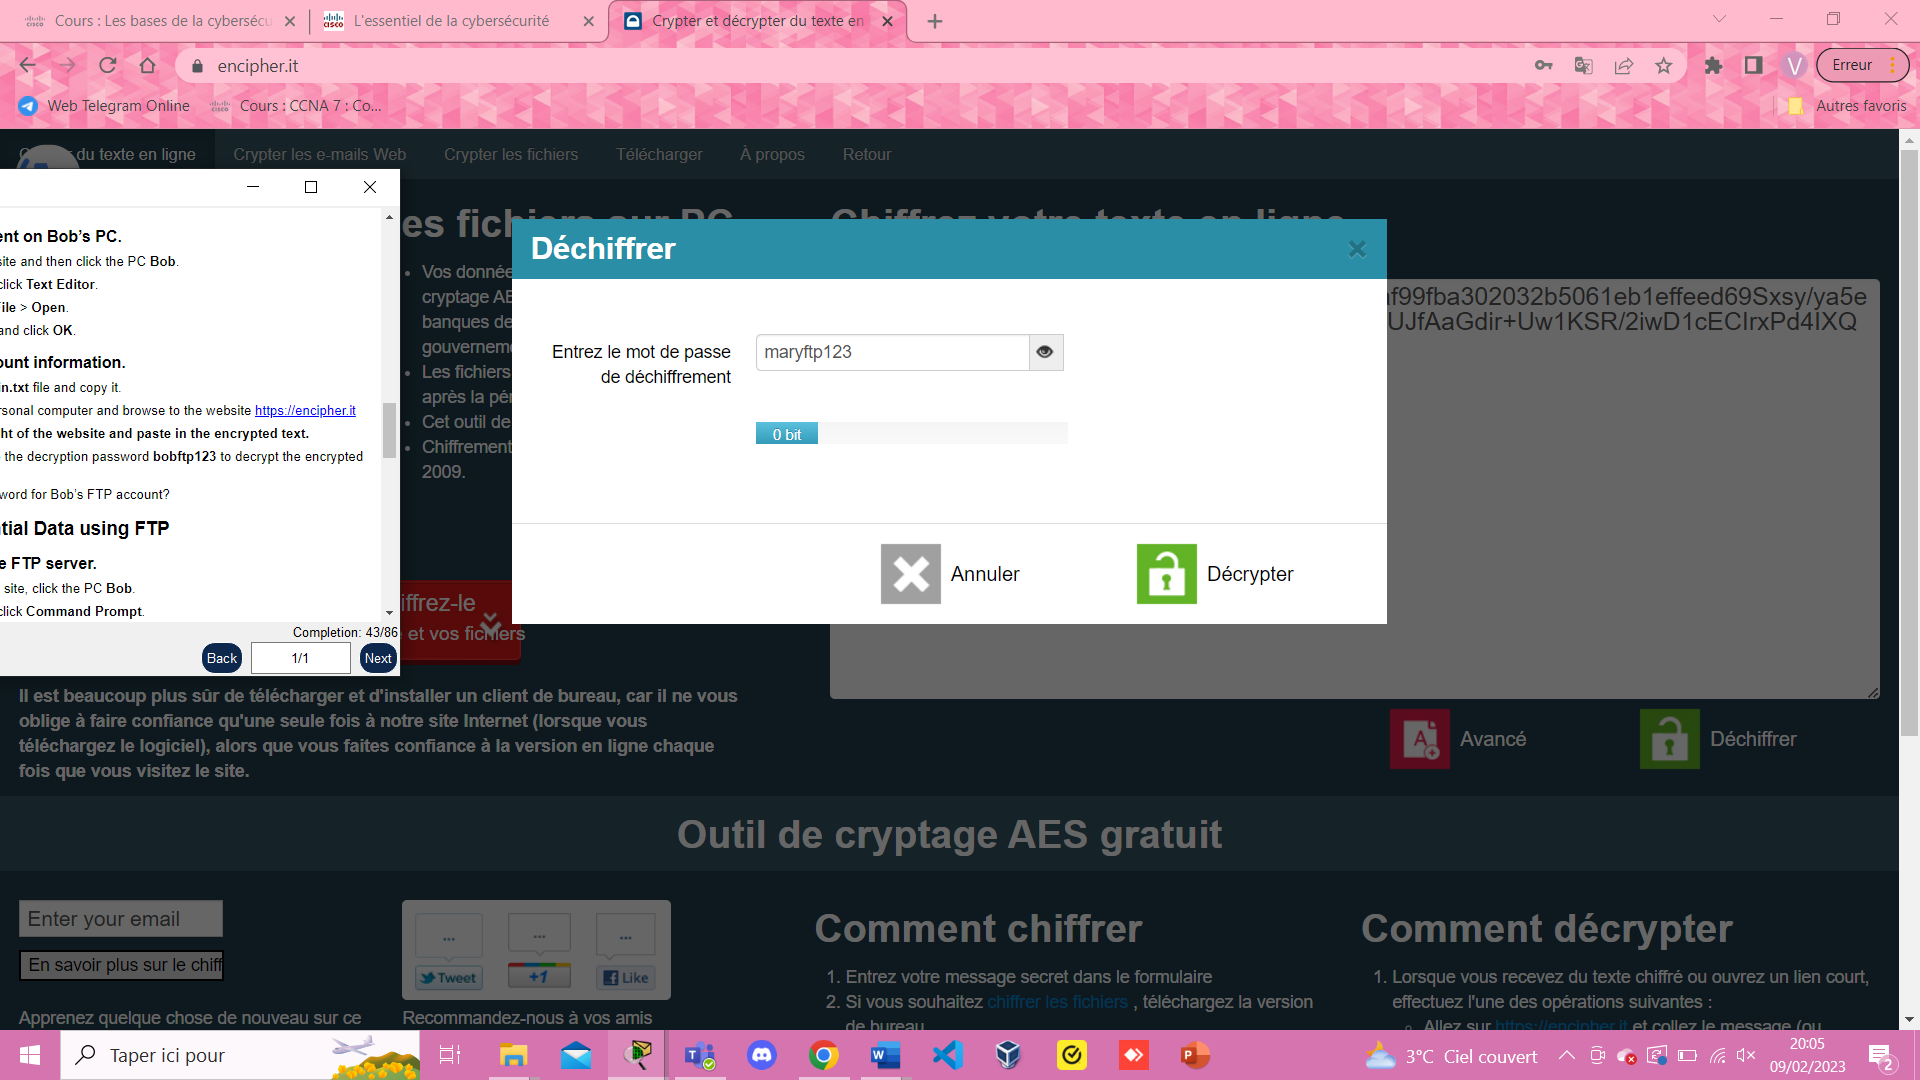 Cours : Les bases de la cybersécu
L'essentiel de la cybersécurité
Crypter et décrypter du texte en
encipher.it
Erreur
Web Telegram Online
Cours : CCNA 7 : Co...
Autres favoris
du texte en ligne
Crypter les e-mails Web
Crypter les fichiers
Télécharger
À propos
Retour
ent on Bob's PC.
site and then click the PC Bob.
click Text Editor.
File > Open.
and click OK.
ount information.
in.txt file and copy it.
rsonal computer and browse to the website https://encipher.it
ht of the website and paste in the encrypted text.
the decryption password bobftp123 to decrypt the encrypted
word for Bob's FTP account?
tial Data using FTP
e FTP server.
site, click the PC Bob.
click Command Prompt.
Completion: 43/86
Back
1/1
Next
es fichiers sur PC
Vos donnée
cryptage AE
banques de
gouverneme
Les fichiers
après la pé
Cet outil de
Chiffrement
2009.
iffrez-le
et vos fichiers
Il est beaucoup plus sûr de télécharger et d'installer un client de bureau, car il ne vous
oblige à faire confiance qu'une seule fois à notre site Internet (lorsque vous
téléchargez le logiciel), alors que vous faites confiance à la version en ligne chaque
fois que vous visitez le site.
Chiffrez votre texte en ligne
Déchiffrer
Entrez le mot de passe
de déchiffrement
maryftp123
0 bit
Annuler
Décrypter
af99fba302032b5061eb1effeed69Sxsy/ya5e
UJfAaGdir+Uw1KSR/2iwD1cECIrxPd4IXQ
Avancé
Déchiffrer
Outil de cryptage AES gratuit
Enter your email
En savoir plus sur le chiff
Apprenez quelque chose de nouveau sur ce
...
...
...
Tweet
+1
Like
Recommandez-nous à vos amis
Comment chiffrer
1. Entrez votre message secret dans le formulaire
2. Si vous souhaitez chiffrer les fichiers , téléchargez la version
de bureau
Comment décrypter
1. Lorsque vous recevez du texte chiffré ou ouvrez un lien court,
effectuez l'une des opérations suivantes :
Allez sur https://encipher.it et collez le message (ou
Taper ici pour
3°C Ciel couvert
20:05
09/02/2023
2